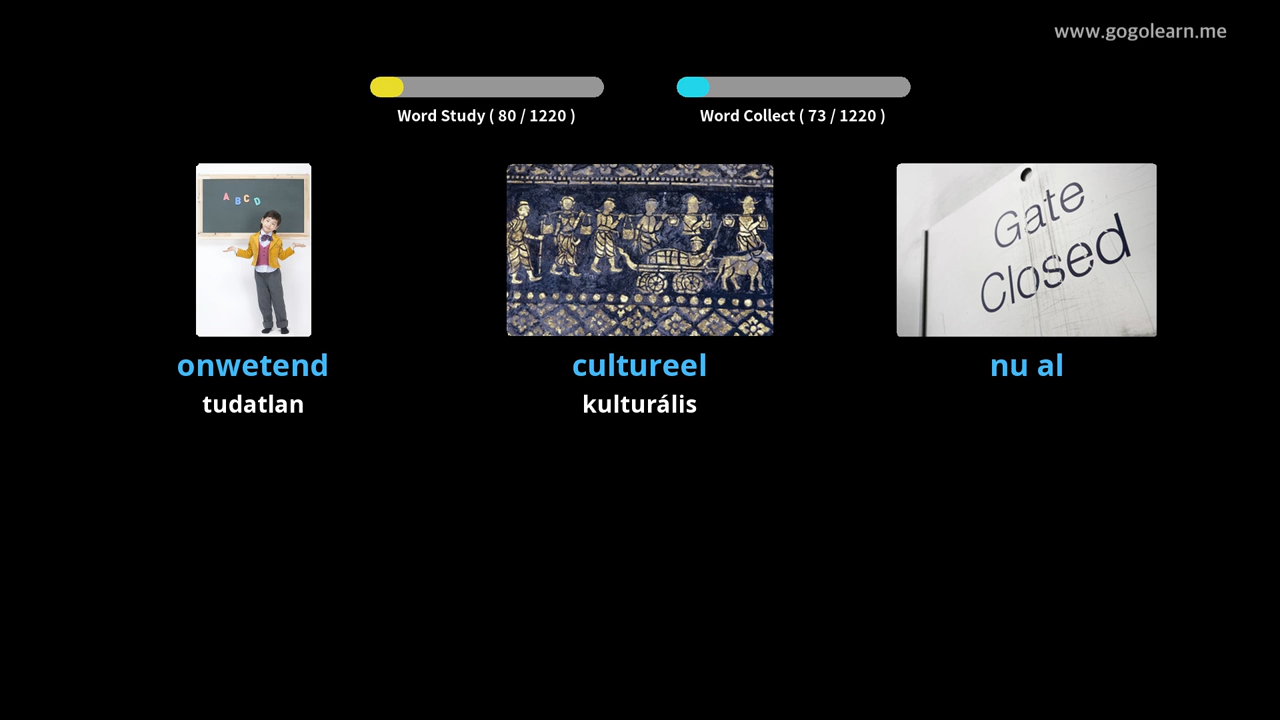 www.gogolearn.me
Word Study ( 80 / 1220 )
Word Collect ( 73 / 1220 )
A B C D
Gate
Closed
onwetend
cultureel
nu al
tudatlan
kulturális